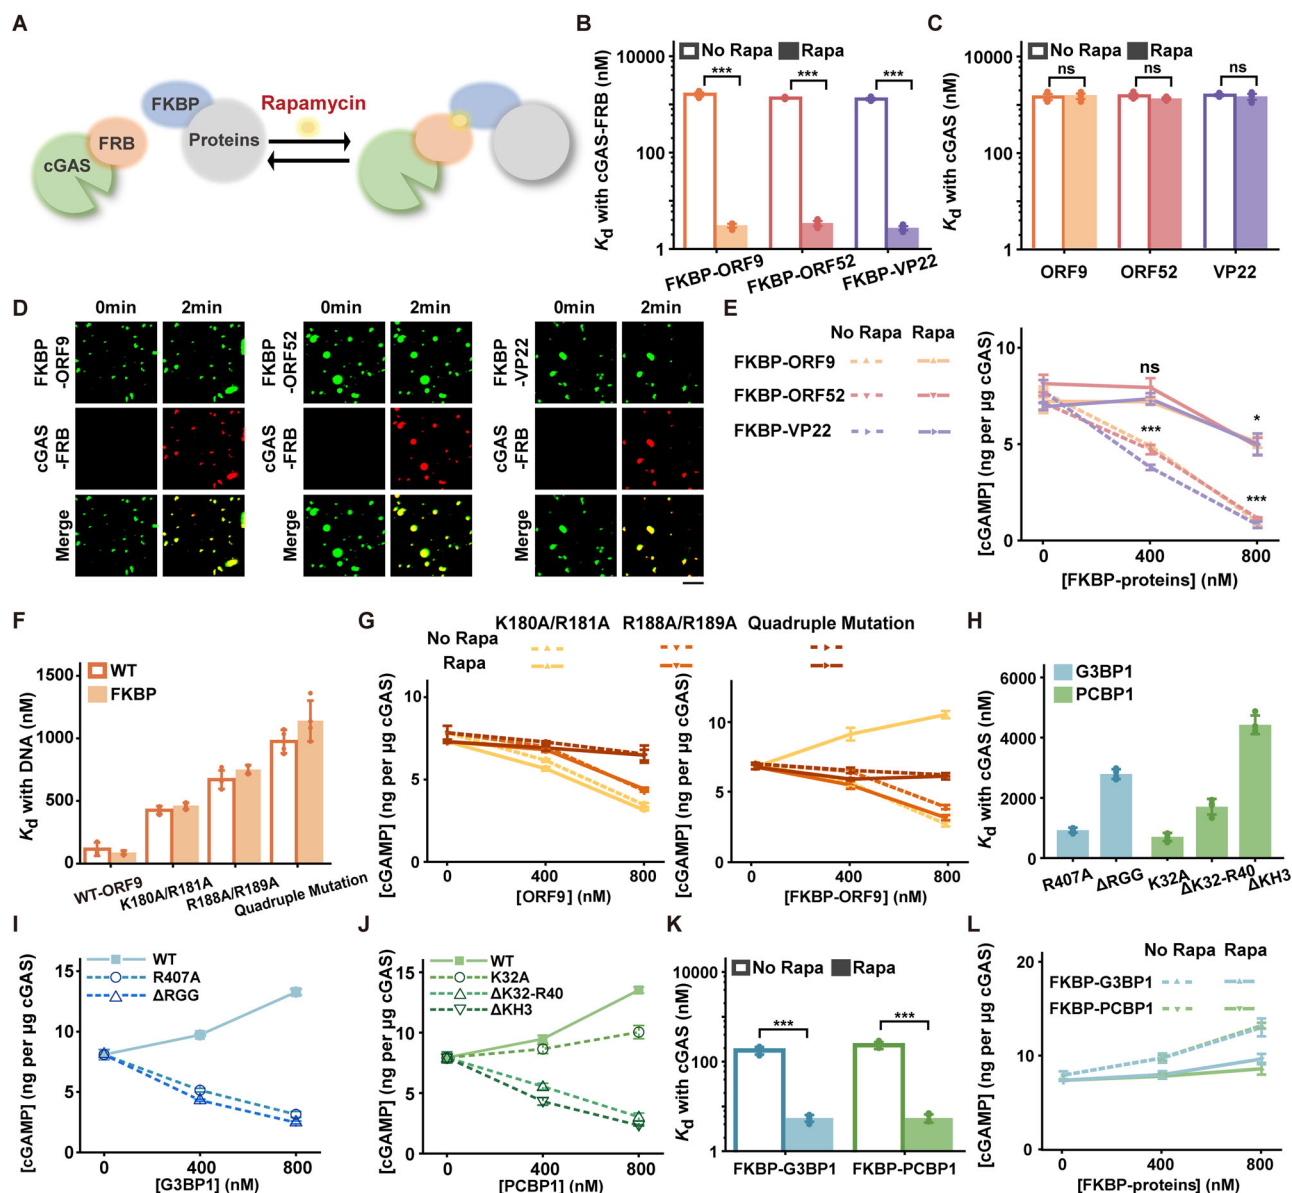 A
cGAS
FRB
FKBP
Proteins
Rapamycin
B
No Rapa
Rapa
Kd with cGAS-FRB (nM)
10000
100
1
***
***
***
FKBP-ORF9
FKBP-ORF52
FKBP-VP22
C
No Rapa
Rapa
Kd with cGAS (nM)
10000
100
1
ns
ns
ns
ORF9
ORF52
VP22
D
0min
2min
FKBP
-ORF9
cGAS
-FRB
Merge
0min
2min
FKBP
-ORF52
cGAS
-FRB
Merge
0min
2min
FKBP
-VP22
cGAS
-FRB
Merge
E
No Rapa
Rapa
FKBP-ORF9
FKBP-ORF52
FKBP-VP22
[cGAMP] (ng per µg cGAS)
10
5
0
ns
***
*
***
0
400
800
[FKBP-proteins] (nM)
F
WT
FKBP
Kd with DNA (nM)
1500
1000
500
0
WT-ORF9
K180A/R181A
R188A/R189A
Quadruple Mutation
G
K180A/R181A
R188A/R189A
Quadruple Mutation
No Rapa
Rapa
[cGAMP] (ng per µg cGAS)
10
5
0
0
400
800
[ORF9] (nM)
[cGAMP] (ng per µg cGAS)
10
5
0
0
400
800
[FKBP-ORF9] (nM)
H
G3BP1
PCBP1
Kd with cGAS (nM)
6000
4000
2000
0
R407A
ΔRGG
K32A
ΔK32-R40
ΔKH3
I
WT
R407A
ΔRGG
[cGAMP] (ng per µg cGAS)
15
10
5
0
0
400
800
[G3BP1] (nM)
J
WT
K32A
ΔK32-R40
ΔKH3
[cGAMP] (ng per µg cGAS)
15
10
5
0
0
400
800
[PCBP1] (nM)
K
No Rapa
Rapa
Kd with cGAS (nM)
10000
100
1
***
***
FKBP-G3BP1
FKBP-PCBP1
L
No Rapa
Rapa
FKBP-G3BP1
FKBP-PCBP1
[cGAMP] (ng per µg cGAS)
20
10
0
0
400
800
[FKBP-proteins] (nM)